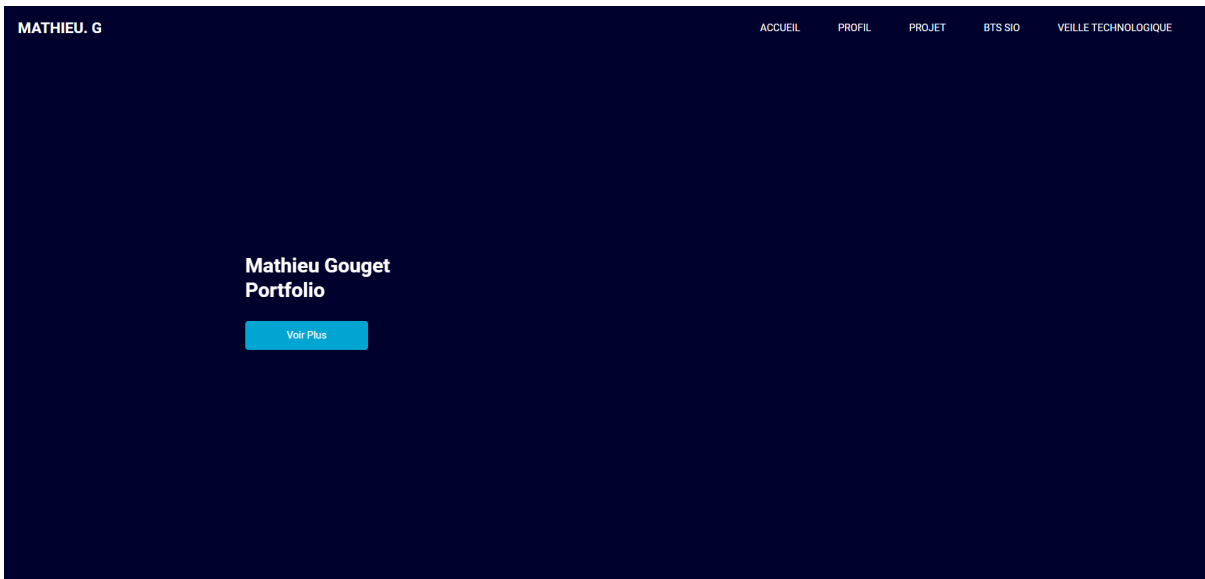 MATHIEU. G
ACCUEIL PROFIL PROJET BTS SIO VEILLE TECHNOLOGIQUE
Mathieu Gouget
Portfolio
Voir Plus